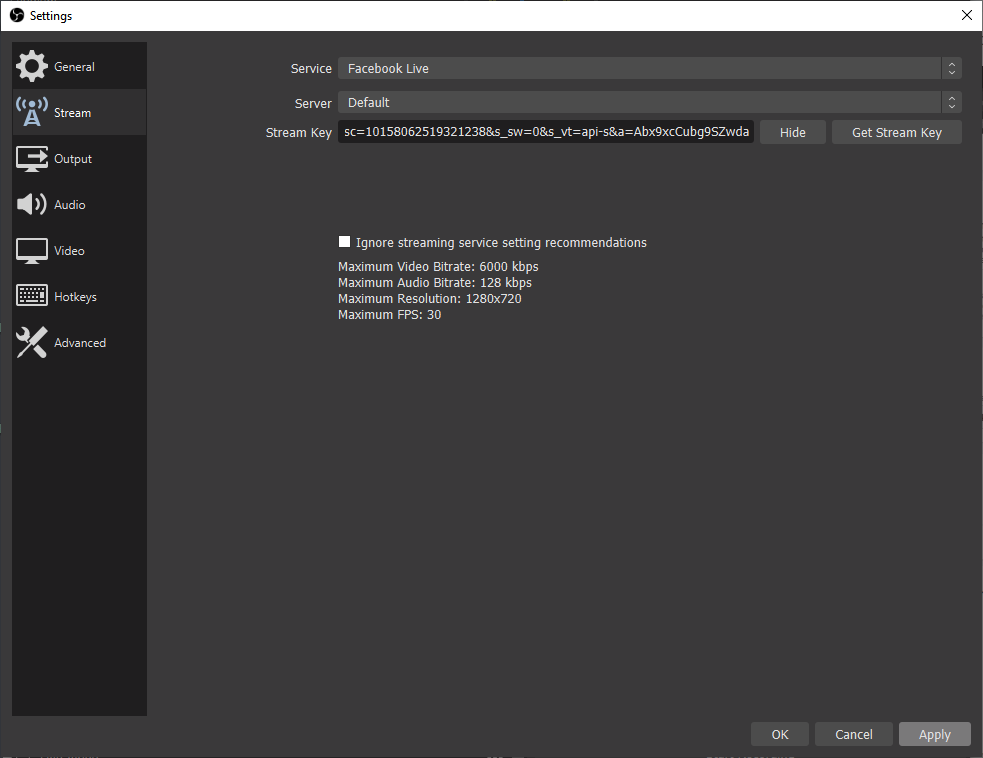 Settings
General
Stream
Output
Audio
Video
Hotkeys
Advanced
Service Facebook Live
Server Default
Stream Key sc=10158062519321238&s_sw=0&s_vt=api-s&a=Abx9xcCubg9SZwda Hide Get Stream Key
Ignore streaming service setting recommendations
Maximum Video Bitrate: 6000 kbps
Maximum Audio Bitrate: 128 kbps
Maximum Resolution: 1280x720
Maximum FPS: 30
OK Cancel Apply